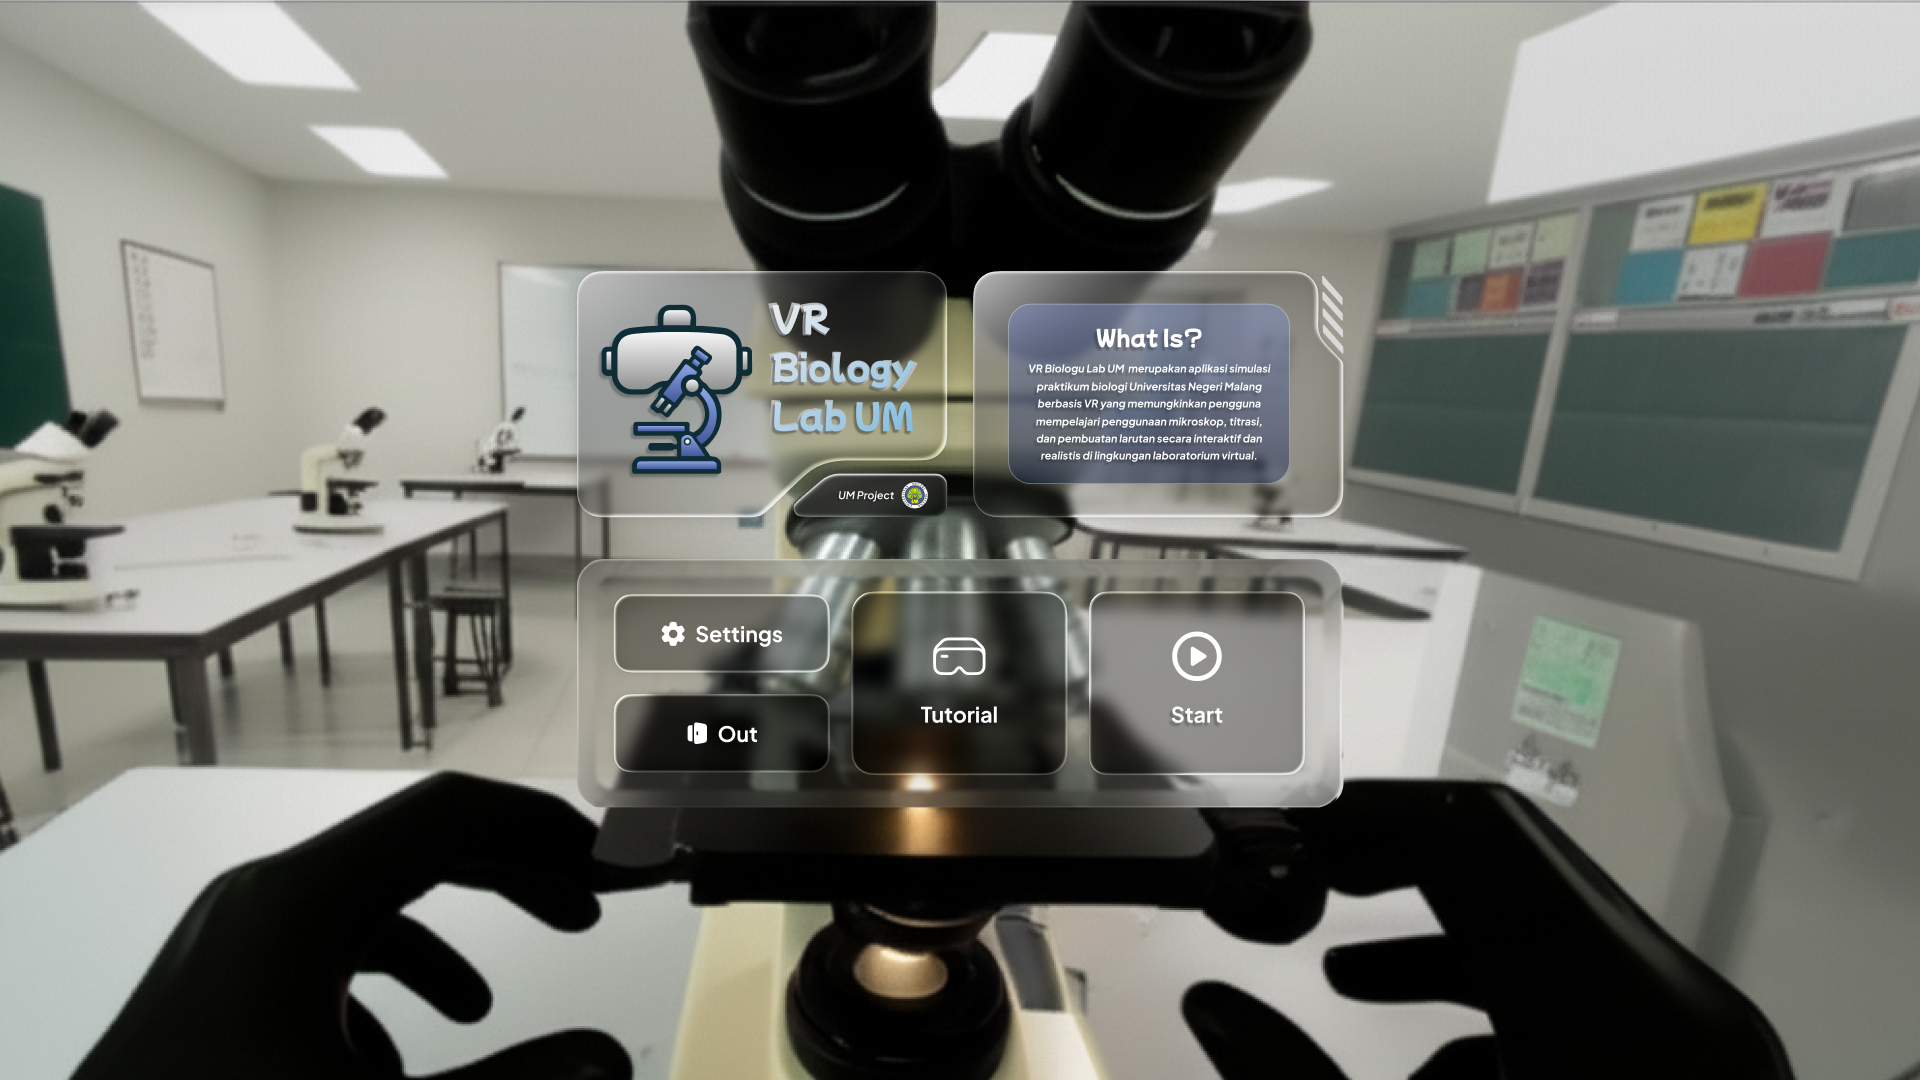 VR
Biology
Lab UM
UM Project
What Is?
VR Biologu Lab UM merupakan aplikasi simulasi
praktikum biologi Universitas Negeri Malang
berbasis VR yang memungkinkan pengguna
mempelajari penggunaan mikroskop, titrasi,
dan pembuatan larutan secara interaktif dan
realistis di lingkungan laboratorium virtual.
Settings
Out
Tutorial
Start